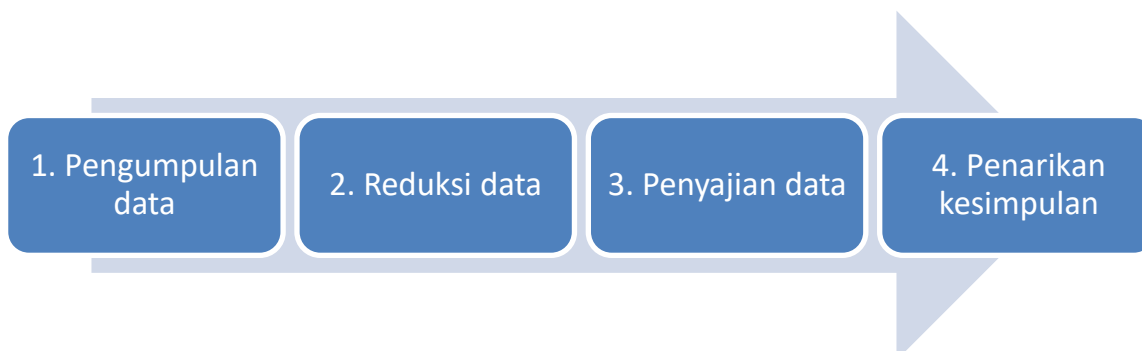 1. Pengumpulan
data
2. Reduksi data
3. Penyajian data
4. Penarikan
kesimpulan